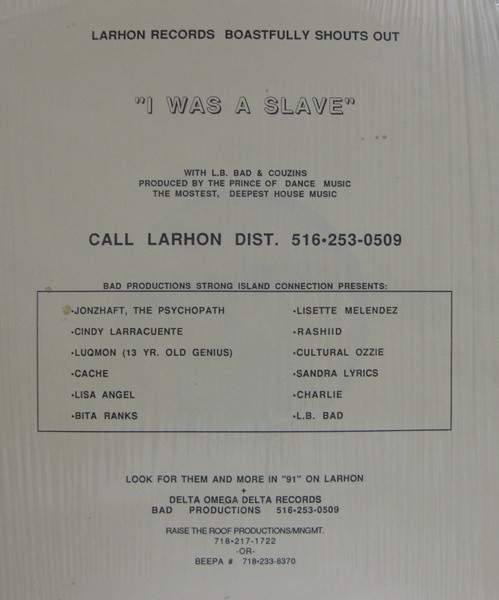 LARHON RECORDS BOASTFULLY SHOUTS OUT
"I WAS A SLAVE"
WITH L.B. BAD & COUZINS
PRODUCED BY THE PRINCE OF DANCE MUSIC
THE MOSTEST, DEEPEST HOUSE MUSIC
CALL LARHON DIST. 516•253-0509
BAD PRODUCTIONS STRONG ISLAND CONNECTION PRESENTS:
•JONZHAFT, THE PSYCHOPATH
•CINDY LARRACUENTE
•LUQMON (13 YR. OLD GENIUS)
•CACHE
•LISA ANGEL
•BITA RANKS
•LISETTE MELENDEZ
•RASHIID
•CULTURAL OZZIE
•SANDRA LYRICS
•CHARLIE
•L.B. BAD
LOOK FOR THEM AND MORE IN "91" ON LARHON
+
DELTA OMEGA DELTA RECORDS
BAD PRODUCTIONS 516•253-0509
RAISE THE ROOF PRODUCTIONS/MNGMT.
718•217-1722
-OR-
BEEPA # 718•233-8370